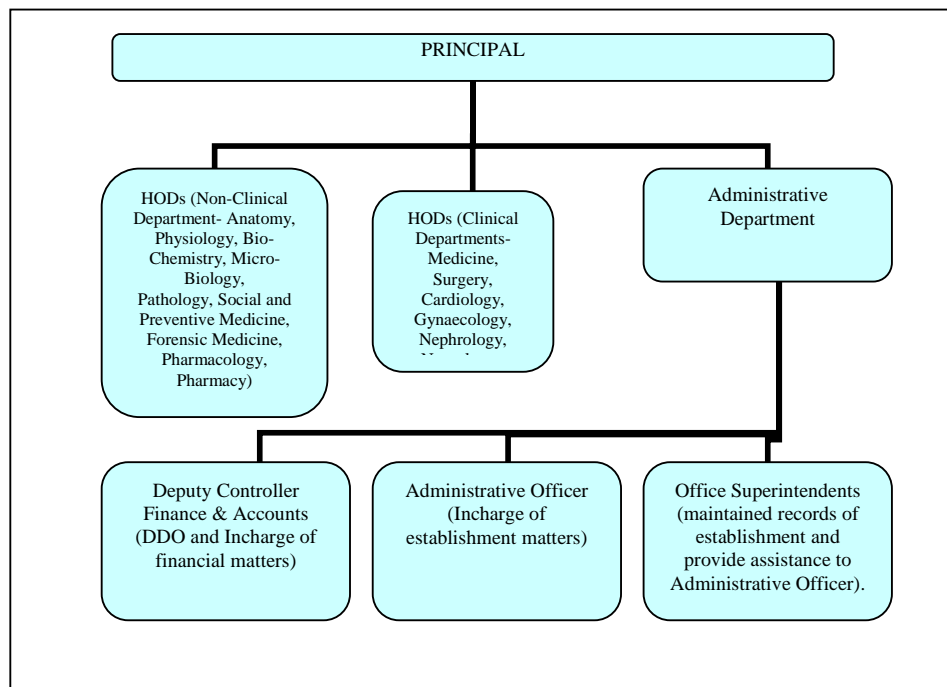 PRINCIPAL
HODs (Non-Clinical
Department- Anatomy,
Physiology, Bio-
Chemistry, Micro-
Biology,
Pathology, Social and
Preventive Medicine,
Forensic Medicine,
Pharmacology,
Pharmacy)
HODs (Clinical
Departments-
Medicine,
Surgery,
Cardiology,
Gynaecology,
Nephrology,
Administrative
Department
Deputy Controller
Finance & Accounts
(DDO and Incharge of
financial matters)
Administrative Officer
(Incharge of
establishment matters)
Office Superintendents
(maintained records of
establishment and
provide assistance to
Administrative Officer).